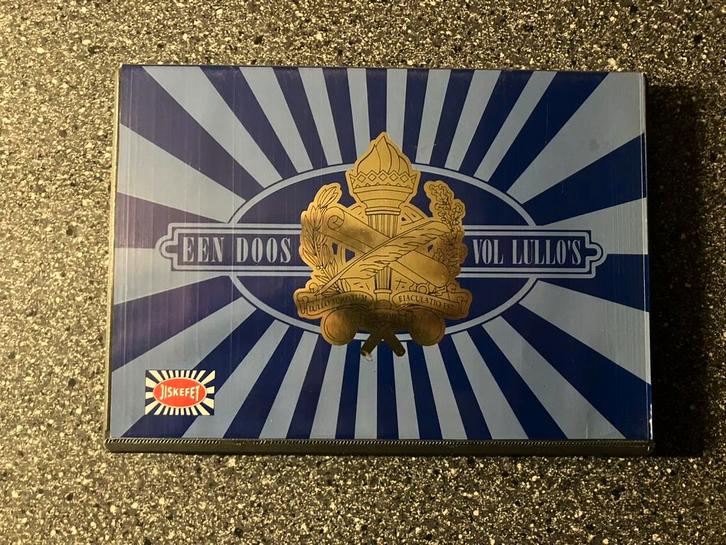 EEN DOOS VOL LULLO'S
EJACULATIO
JISKEFET